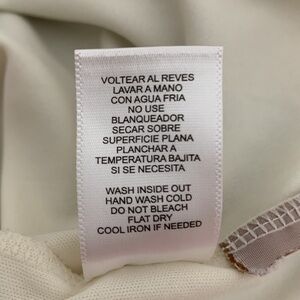 VOLTEAR AL REVES
LAVAR A MANO
CON AGUA FRIA
NO USE
BLANQUEADOR
SECAR SOBRE
SUPERFICIE PLANA
PLANCHAR A
TEMPERATURA BAJITA
SI SE NECESITA
WASH INSIDE OUT
HAND WASH COLD
DO NOT BLEACH
FLAT DRY
COOL IRON IF NEEDED